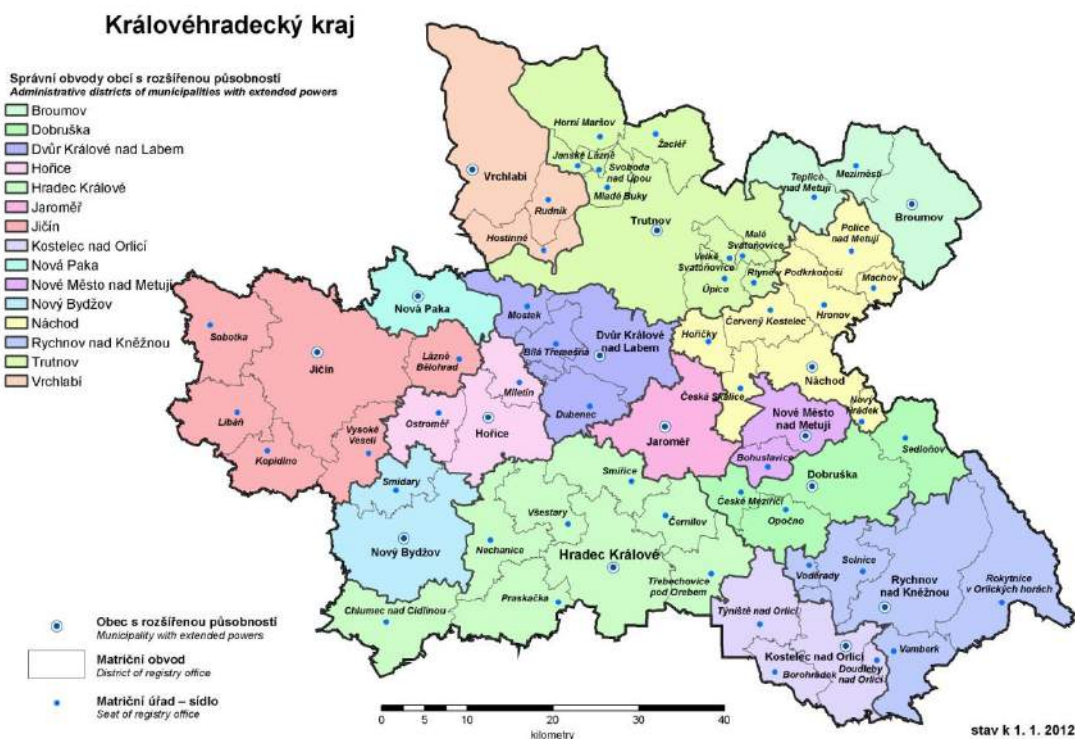 Královéhradecký kraj
Správní obvody obcí s rozšířenou působností
Administrative districts of municipalities with extended powers
Broumov
Dobruška
Dvůr Králové nad Labem
Hořice
Hradec Králové
Jaroměř
Jičín
Kostelec nad Orlicí
Nová Paka
Nové Město nad Metují
Nový Bydžov
Náchod
Rychnov nad Kněžnou
Trutnov
Vrchlabí
Horní Maršov
Žacléř
Janské Lázně
Svoboda
nad Úpou
Mladé Buky
Vrchlabí
Rudník
Hostinné
Trutnov
Teplice
nad Metují
Meziměstí
Broumov
Malé
Svatoňovice
Velké
Svatoňovice
Úpice
Rtyně v Podkrkonoší
Police
nad Metují
Machov
Hronov
Červený Kostelec
Hořičky
Náchod
Česká Skalice
Nový
Hrádek
Nová Paka
Mostek
Bílá Třemešná
Dvůr Králové
nad Labem
Dubenec
Sobotka
Jičín
Lázně
Bělohrad
Libáň
Kopidlno
Vysoké
Veselí
Miletín
Ostroměř
Hořice
Jaroměř
Nové Město
nad Metují
Bohuslavice
Sedloňov
Dobruška
České Meziříčí
Opočno
Smidary
Nový Bydžov
Smiřice
Všestary
Černilov
Nechanice
Hradec Králové
Třebechovice
pod Orebem
Praskačka
Chlumec nad Cidlinou
Voděrady
Solnice
Rychnov
nad Kněžnou
Rokytnice
v Orlických horách
Vamberk
Týniště nad Orlicí
Kostelec nad Orlicí
Doudleby
nad Orlicí
Borohrádek
Obec s rozšířenou působností
Municipality with extended powers
Matriční obvod
District of registry office
Matriční úřad – sídlo
Seat of registry office
0 5 10 20 30 40
kilometry
stav k 1. 1. 2012